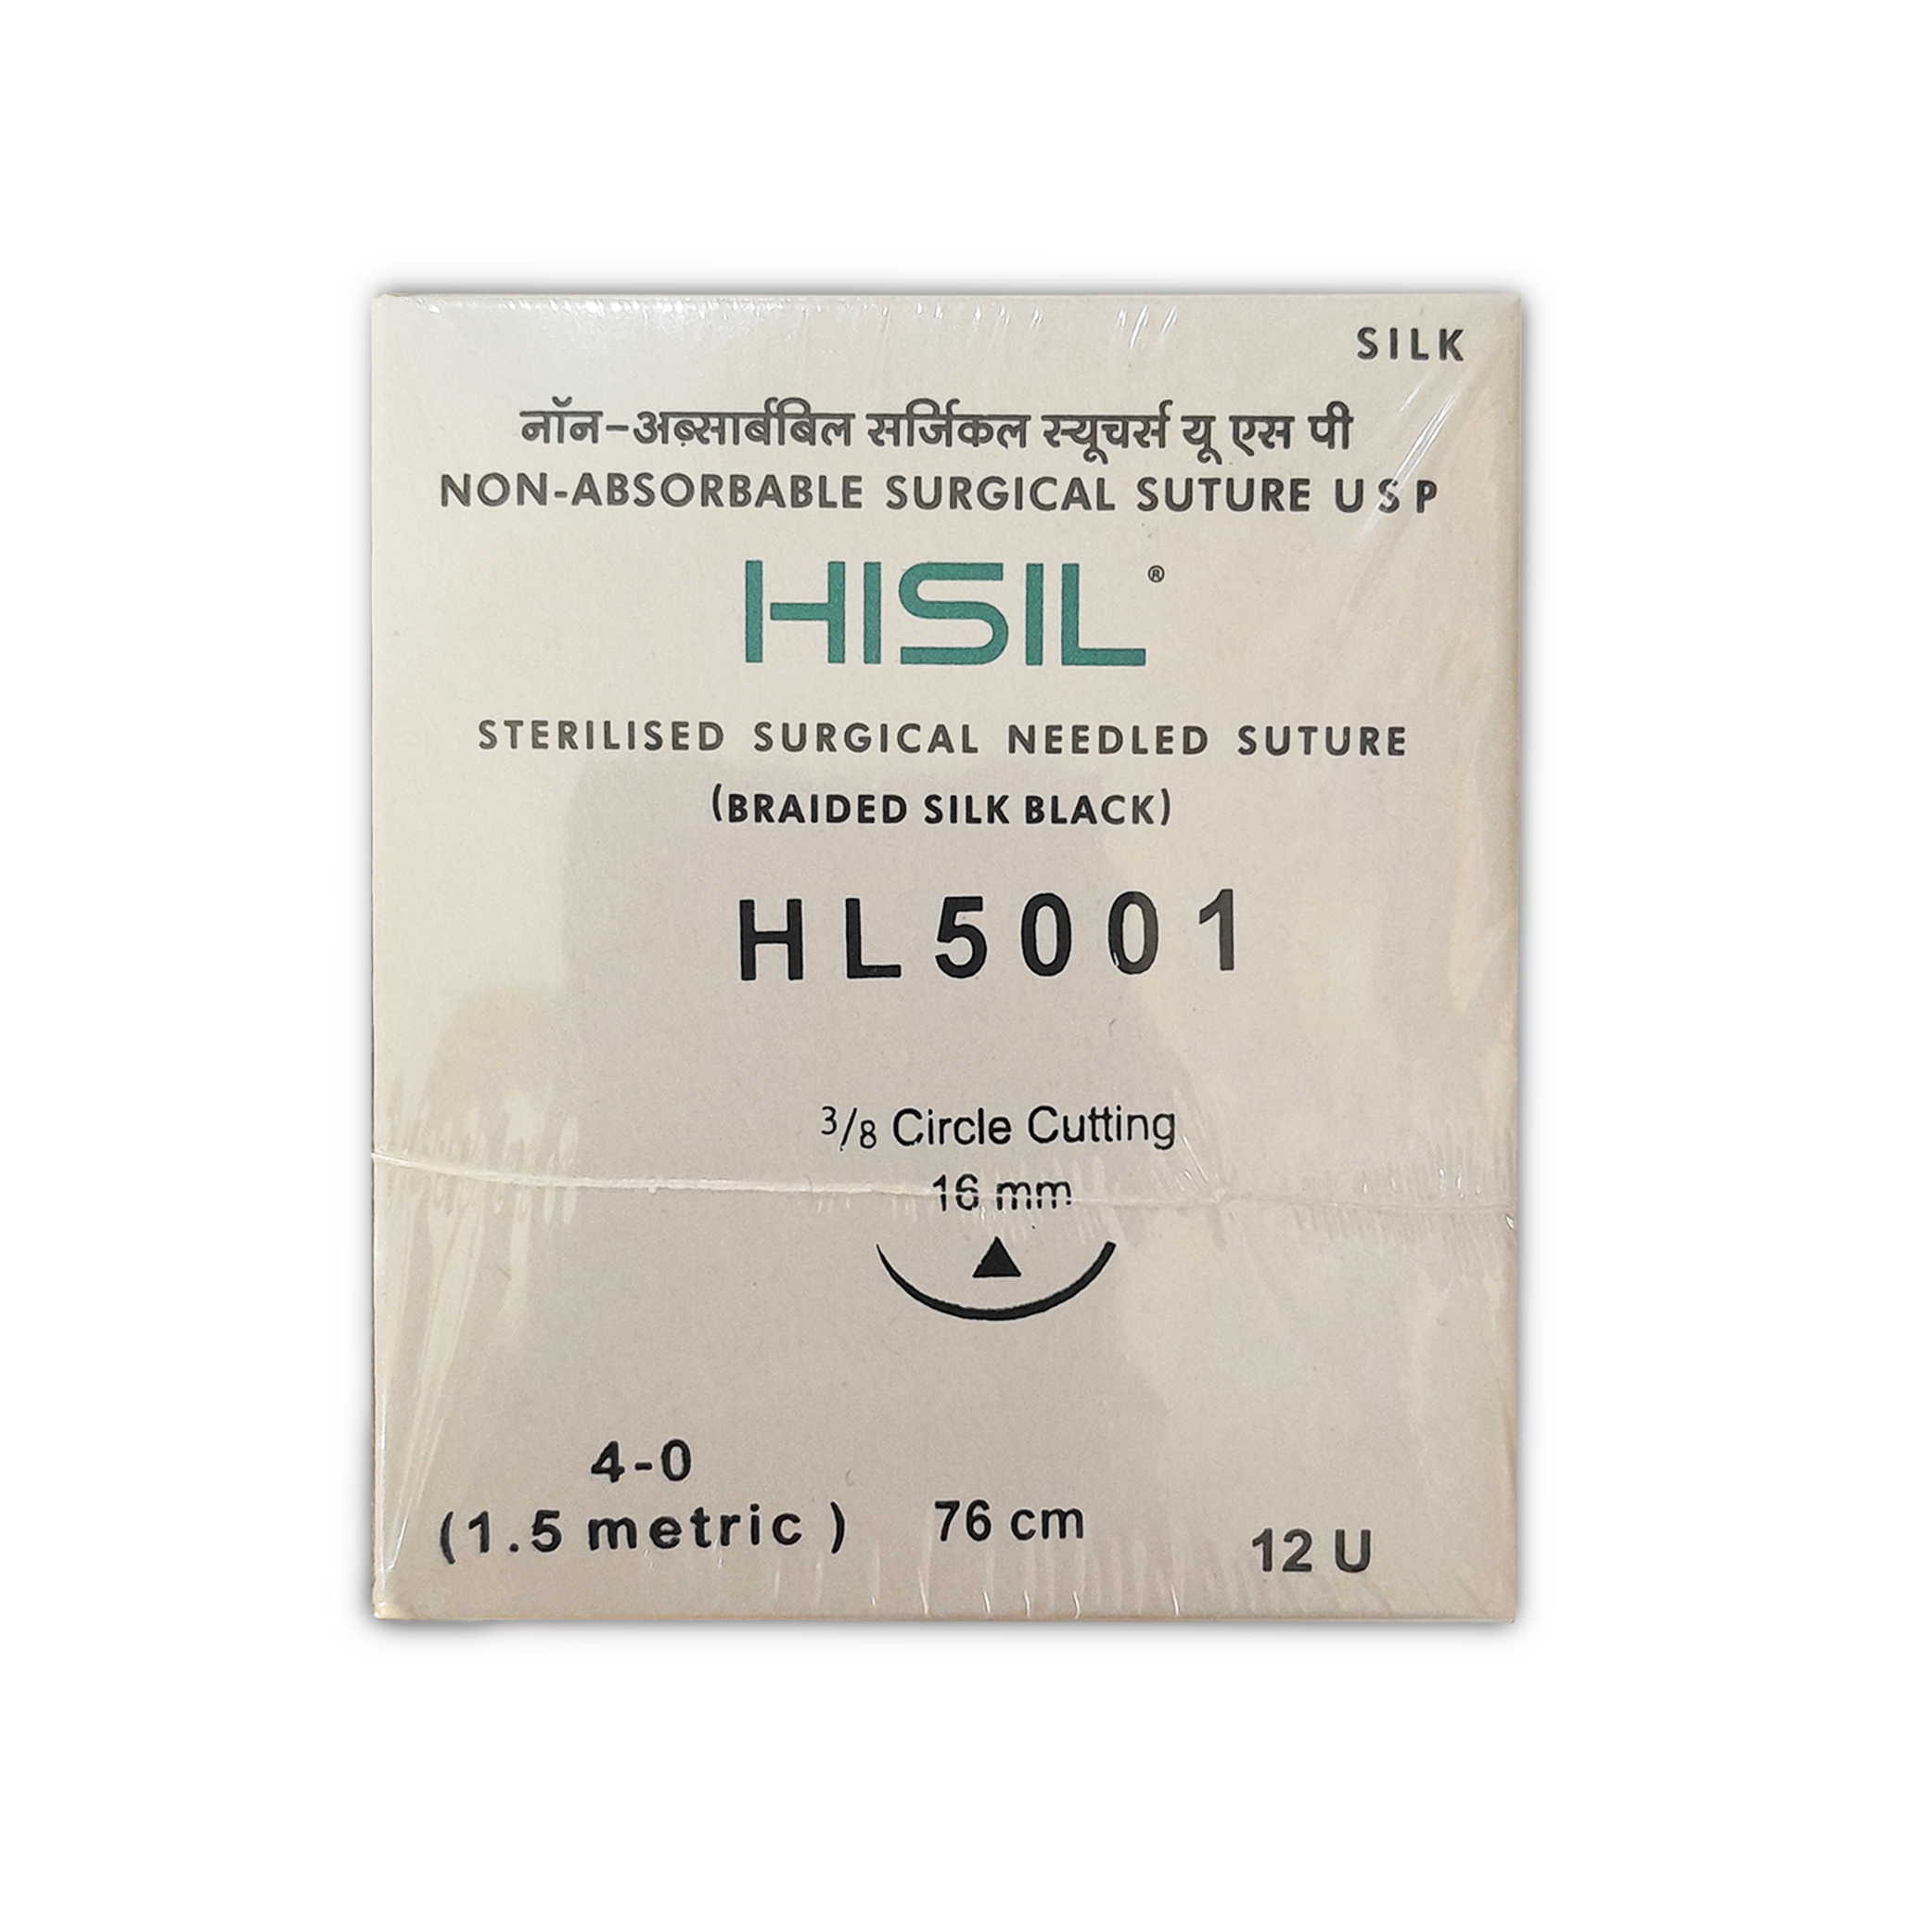 SILK
नॉन-अब्सार्बबिल सर्जिकल स्यूचर्स यू एस पी
NON-ABSORBABLE SURGICAL SUTURE U S P
HISIL®
STERILISED SURGICAL NEEDLED SUTURE
(BRAIDED SILK BLACK)
HL5001
3/8 Circle Cutting
16 mm
4-0
(1.5 metric ) 76 cm 12 U